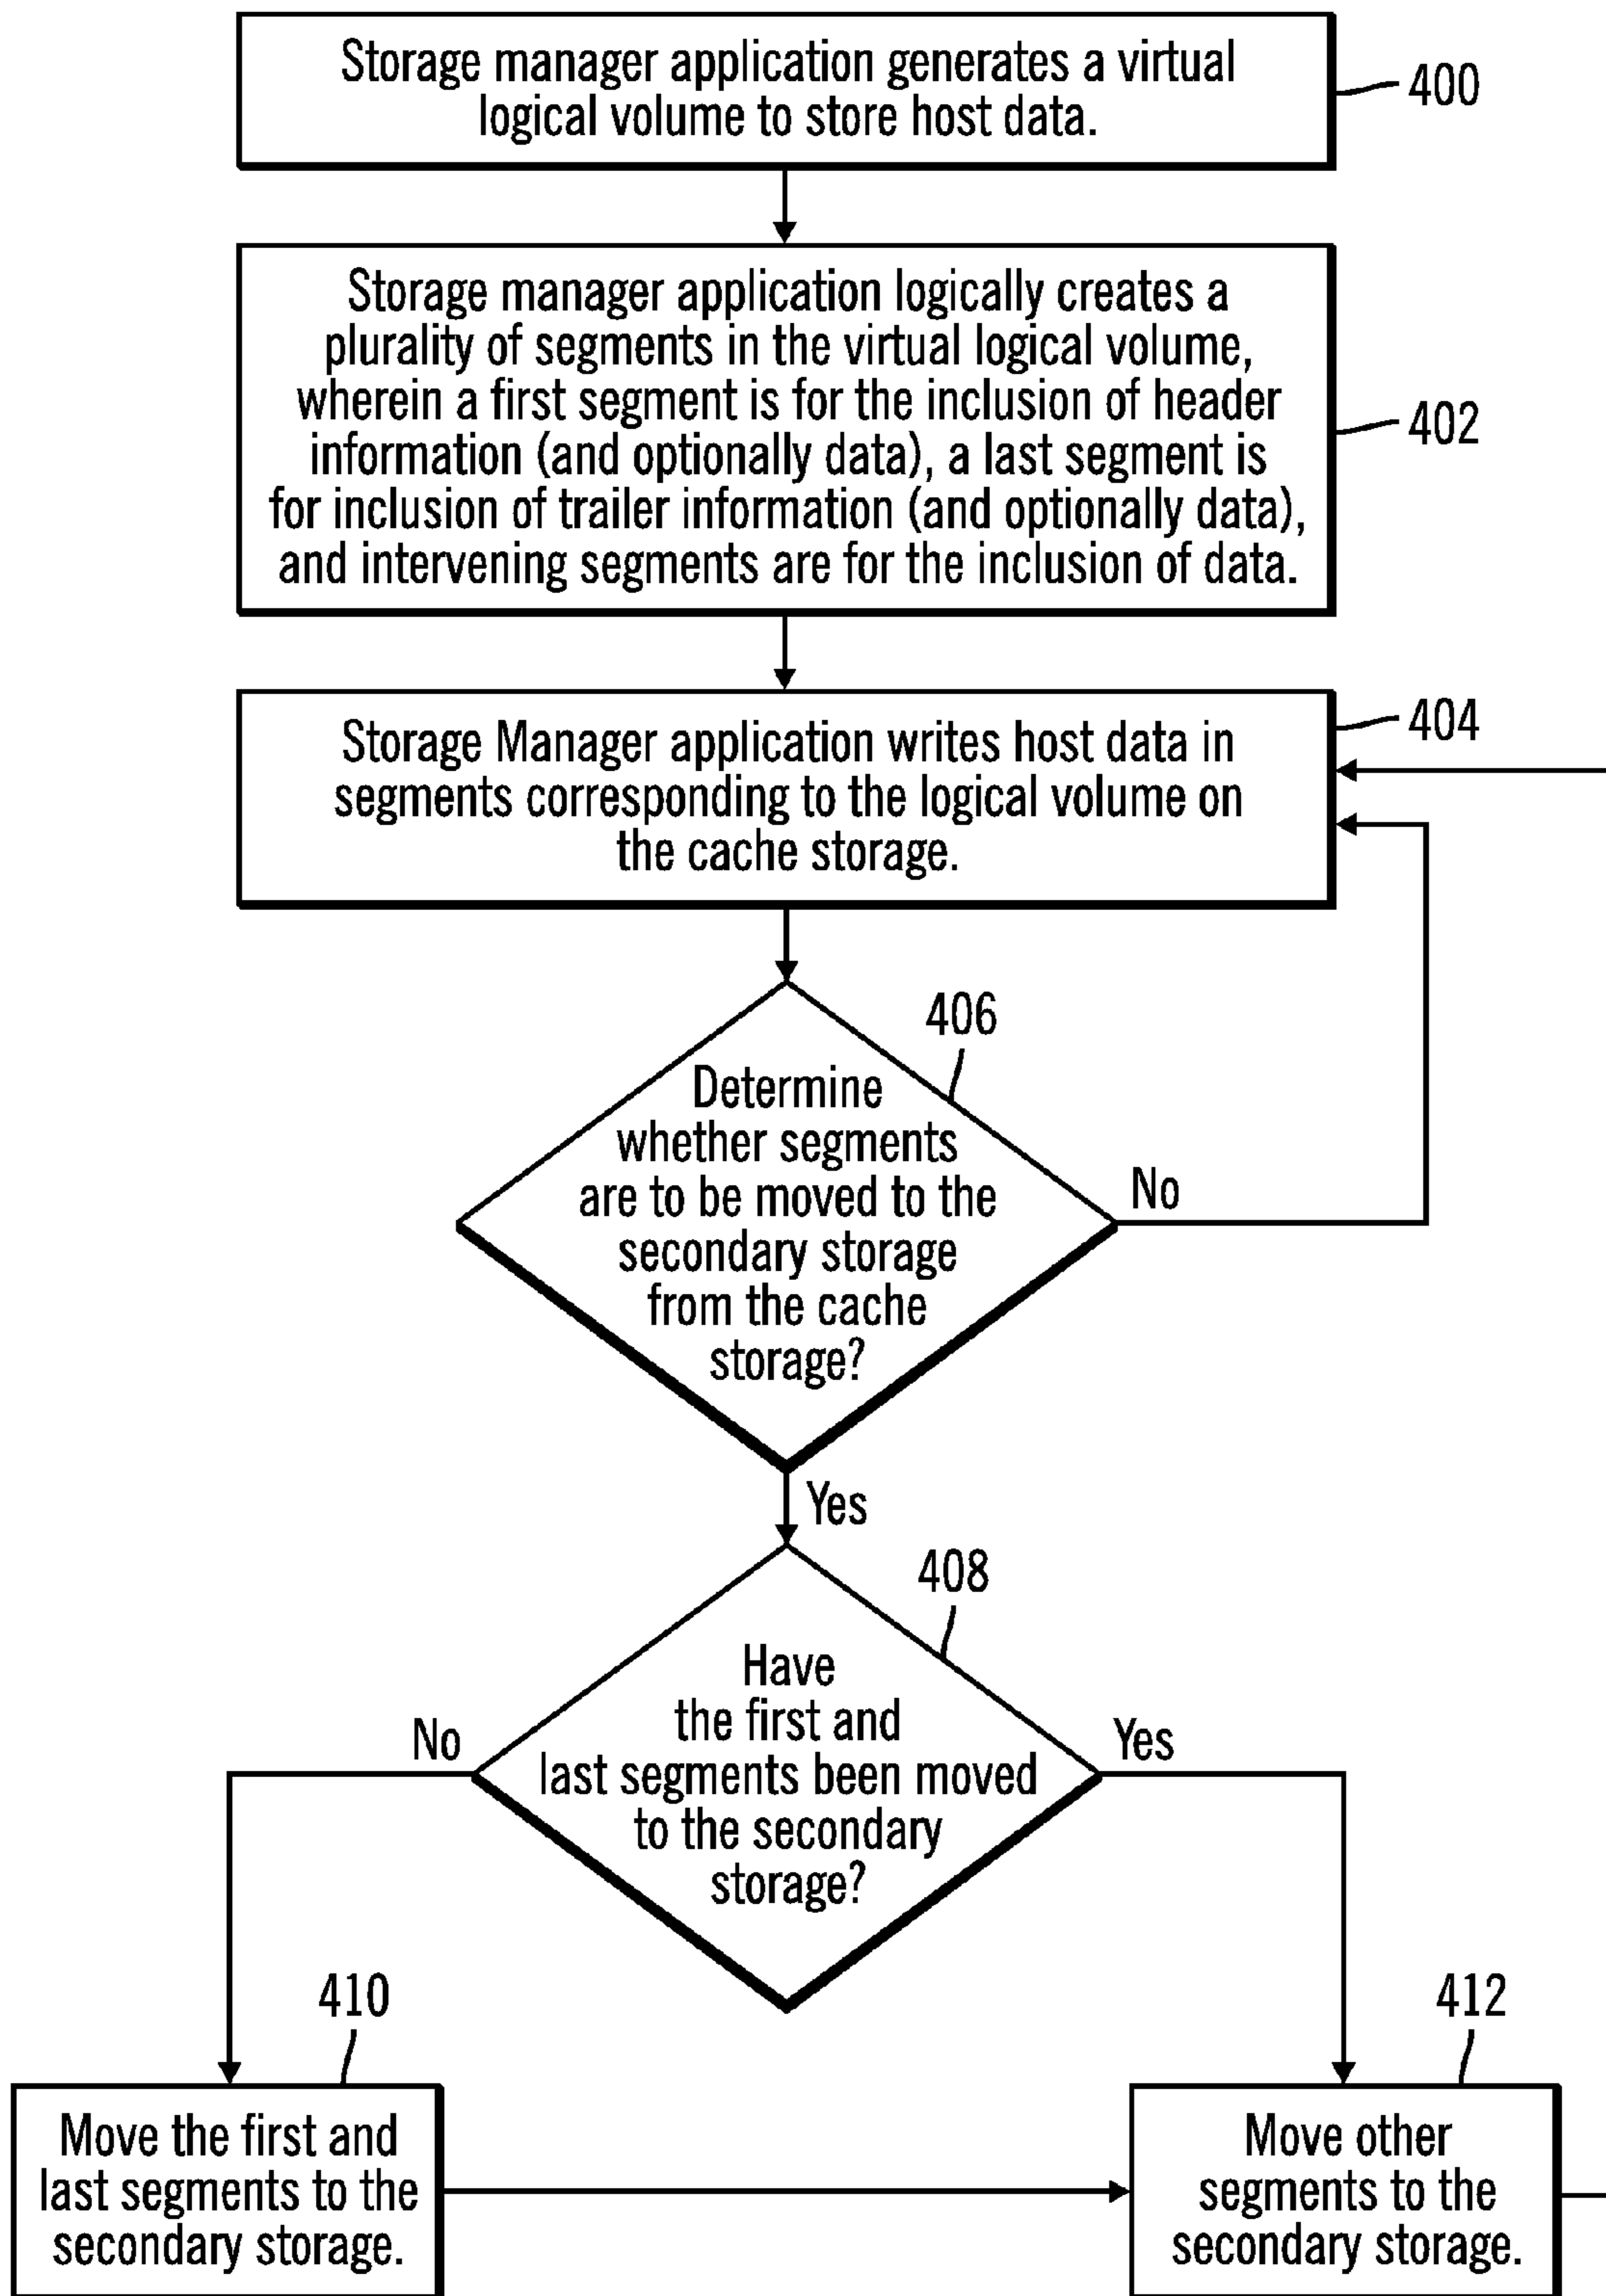 Storage manager application generates a virtual
logical volume to store host data.
400
Storage manager application logically creates a
plurality of segments in the virtual logical volume,
wherein a first segment is for the inclusion of header
information (and optionally data), a last segment is
for inclusion of trailer information (and optionally data),
and intervening segments are for the inclusion of data.
402
Storage Manager application writes host data in
segments corresponding to the logical volume on
the cache storage.
404
406
Determine
whether segments
are to be moved to the
secondary storage
from the cache
storage?
No
Yes
408
Have
the first and
last segments been moved
to the secondary
storage?
No
Yes
410
Move the first and
last segments to the
secondary storage.
412
Move other
segments to the
secondary storage.